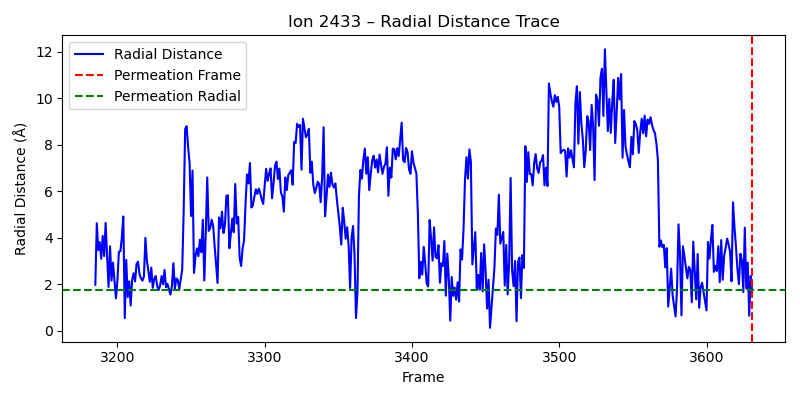 Ion 2433 – Radial Distance Trace
Radial Distance
Permeation Frame
Permeation Radial
Radial Distance (Å)
12
10
8
6
4
2
0
3200 3300 3400 3500 3600
Frame